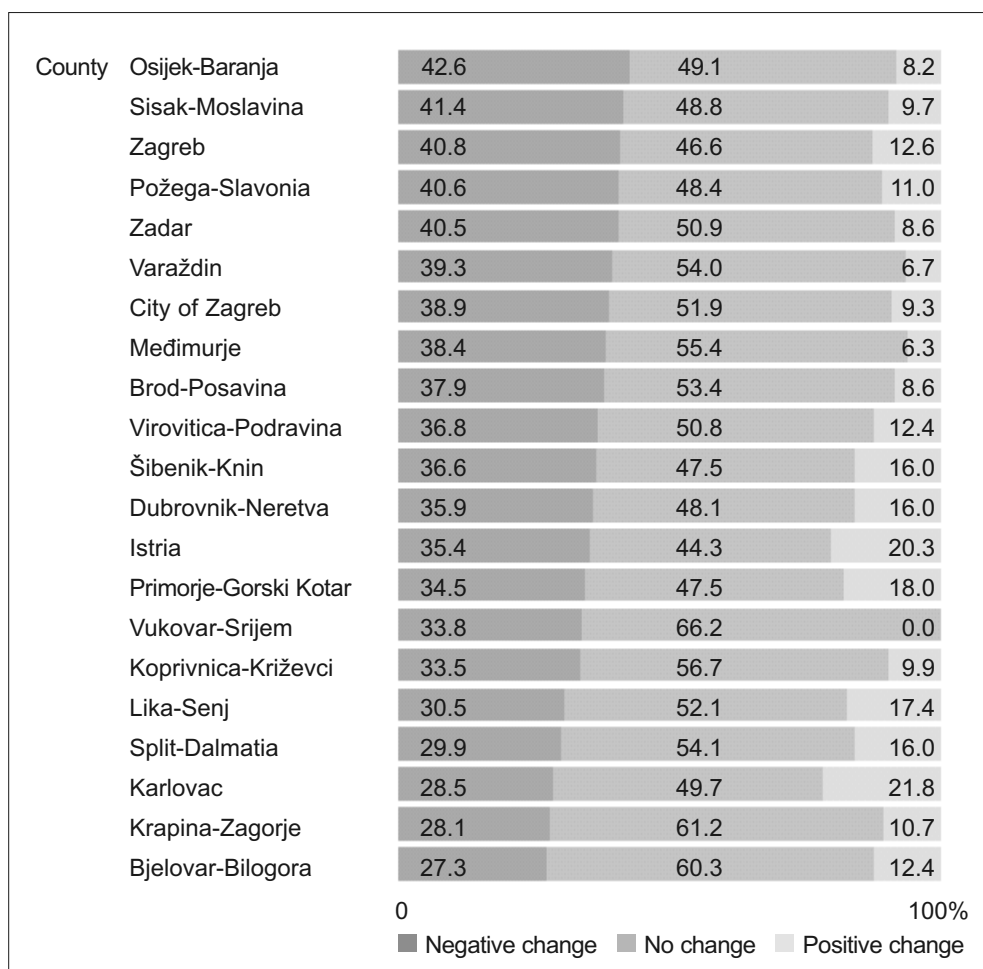 County Osijek-Baranja 42.6 49.1 8.2
Sisak-Moslavina 41.4 48.8 9.7
Zagreb 40.8 46.6 12.6
Požega-Slavonia 40.6 48.4 11.0
Zadar 40.5 50.9 8.6
Varaždin 39.3 54.0 6.7
City of Zagreb 38.9 51.9 9.3
Međimurje 38.4 55.4 6.3
Brod-Posavina 37.9 53.4 8.6
Virovitica-Podravina 36.8 50.8 12.4
Šibenik-Knin 36.6 47.5 16.0
Dubrovnik-Neretva 35.9 48.1 16.0
Istria 35.4 44.3 20.3
Primorje-Gorski Kotar 34.5 47.5 18.0
Vukovar-Srijem 33.8 66.2 0.0
Koprivnica-Križevci 33.5 56.7 9.9
Lika-Senj 30.5 52.1 17.4
Split-Dalmatia 29.9 54.1 16.0
Karlovac 28.5 49.7 21.8
Krapina-Zagorje 28.1 61.2 10.7
Bjelovar-Bilogora 27.3 60.3 12.4
0 100%
Negative change No change Positive change